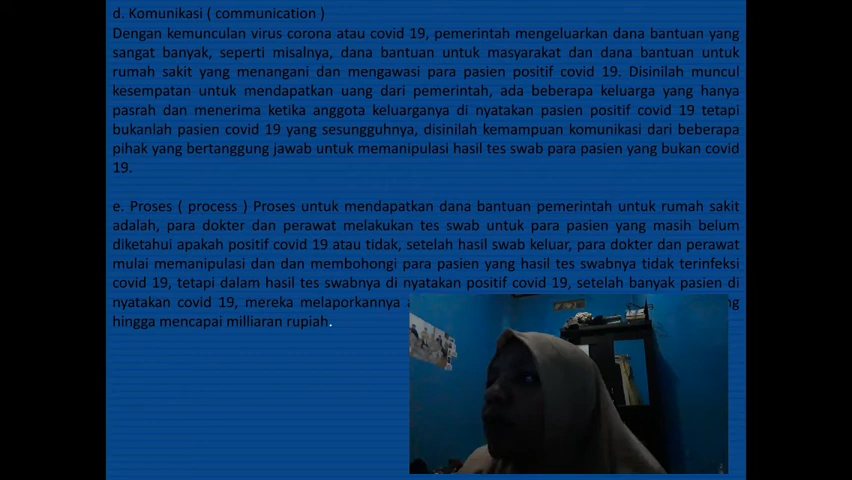 d. Komunikasi ( communication )
Dengan kemunculan virus corona atau covid 19, pemerintah mengeluarkan dana bantuan yang
sangat banyak, seperti misalnya, dana bantuan untuk masyarakat dan dana bantuan untuk
rumah sakit yang menangani dan mengawasi para pasien positif covid 19. Disinilah muncul
kesempatan untuk mendapatkan uang dari pemerintah, ada beberapa keluarga yang hanya
pasrah dan menerima ketika anggota keluarganya di nyatakan pasien positif covid 19 tetapi
bukanlah pasien covid 19 yang sesungguhnya, disinilah kemampuan komunikasi dari beberapa
pihak yang bertanggung jawab untuk memanipulasi hasil tes swab para pasien yang bukan covid
19.
e. Proses ( process ) Proses untuk mendapatkan dana bantuan pemerintah untuk rumah sakit
adalah, para dokter dan perawat melakukan tes swab untuk para pasien yang masih belum
diketahui apakah positif covid 19 atau tidak, setelah hasil swab keluar, para dokter dan perawat
mulai memanipulasi dan dan membohongi para pasien yang hasil tes swabnya tidak terinfeksi
covid 19, tetapi dalam hasil tes swabnya di nyatakan positif covid 19, setelah banyak pasien di
nyatakan covid 19, mereka melaporkannya
hingga mencapai milliaran rupiah.